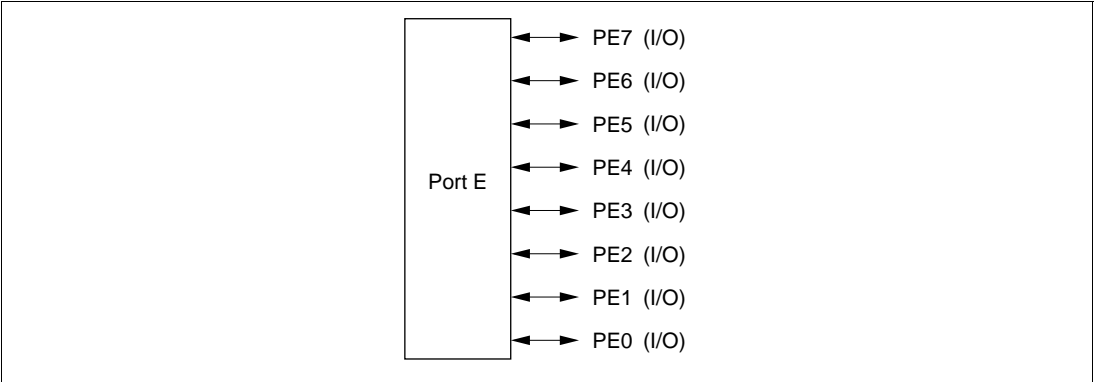 PE7 (I/O)
PE6 (I/O)
PE5 (I/O)
PE4 (I/O)
Port E
PE3 (I/O)
PE2 (I/O)
PE1 (I/O)
PE0 (I/O)